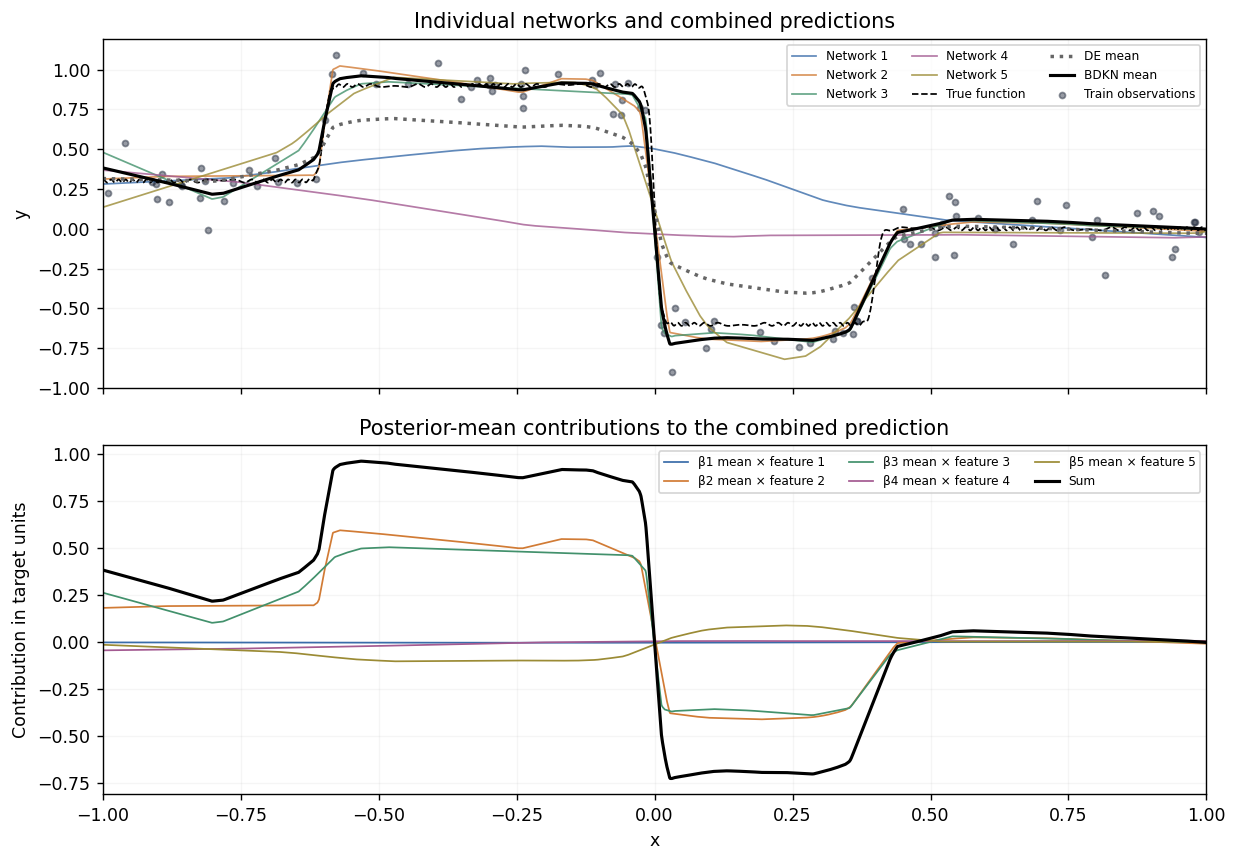 Individual networks and combined predictions
Network 1
Network 2
Network 3
Network 4
Network 5
True function
DE mean
BDKN mean
Train observations
1.00
0.75
0.50
0.25
0.00
−0.25
−0.50
−0.75
−1.00
y
Posterior-mean contributions to the combined prediction
β1 mean × feature 1
β2 mean × feature 2
β3 mean × feature 3
β4 mean × feature 4
β5 mean × feature 5
Sum
1.00
0.75
0.50
0.25
0.00
−0.25
−0.50
−0.75
Contribution in target units
−1.00 −0.75 −0.50 −0.25 0.00 0.25 0.50 0.75 1.00
x